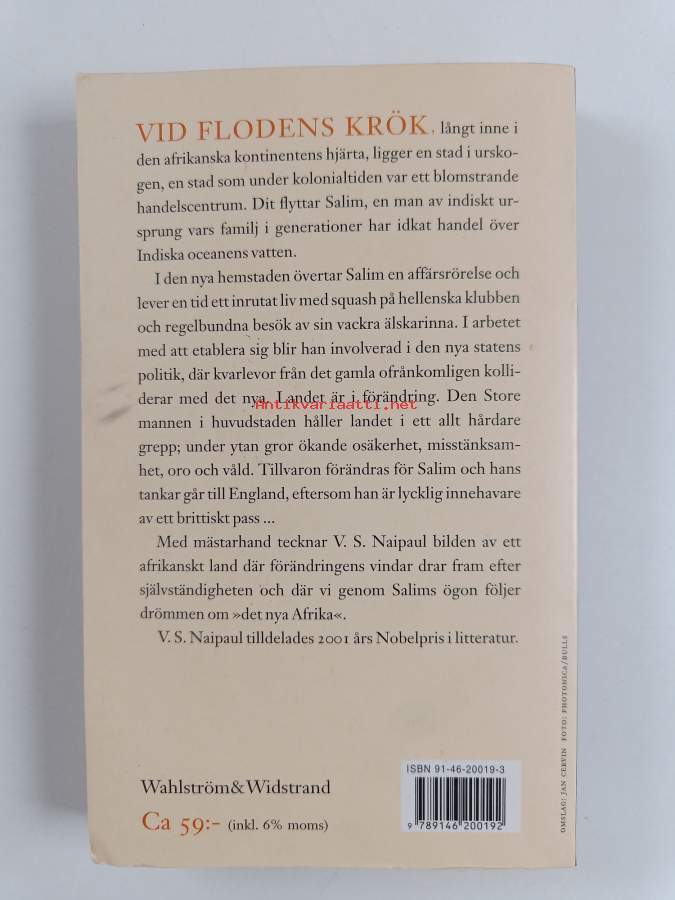 VID FLODENS KRÖK, långt inne i
den afrikanska kontinentens hjärta, ligger en stad i ursko-
gen, en stad som under kolonialtiden var ett blomstrande
handelscentrum. Dit flyttar Salim, en man av indiskt ur-
sprung vars familj i generationer har idkat handel över
Indiska oceanens vatten.
I den nya hemstaden övertar Salim en affärsrörelse och
lever en tid ett inrutat liv med squash på hellenska klubben
och regelbundna besök av sin vackra älskarinna. I arbetet
med att etablera sig blir han involverad i den nya statens
politik, där kvarlevor från det gamla ofrånkomligen kolli-
derar med det nya. Landet är i förändring. Den Store
Antikvariaatti.net
mannen i huvudstaden håller landet i ett allt hårdare
grepp; under ytan gror ökande osäkerhet, misstänksam-
het, oro och våld. Tillvaron förändras för Salim och hans
tankar går till England, eftersom han är lycklig innehavare
av ett brittiskt pass ...
Med mästarhand tecknar V. S. Naipaul bilden av ett
afrikanskt land där förändringens vindar drar fram efter
självständigheten och där vi genom Salims ögon följer
drömmen om »det nya Afrika«.
V. S. Naipaul tilldelades 2001 års Nobelpris i litteratur.
OMSLAG: JAN CERVIN FOTO: PHOTONICA/BULLS
ISBN 91-46-20019-3
9 789146 200192
Wahlström&Widstrand
Ca 59:- (inkl. 6% moms)